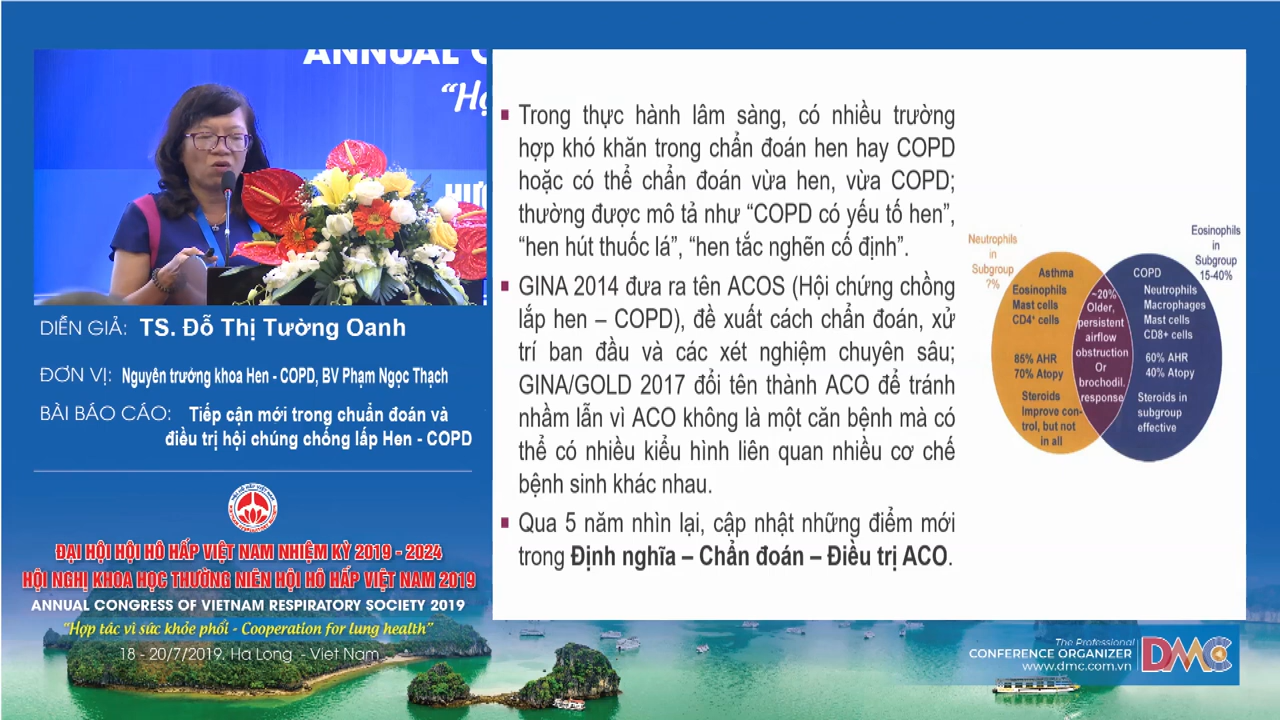 ANNUAL C
“Hợ
DIỄN GIẢ: TS. Đỗ Thị Tường Oanh
ĐƠN VỊ: Nguyên trưởng khoa Hen - COPD, BV Phạm Ngọc Thạch
BÀI BÁO CÁO: Tiếp cận mới trong chuẩn đoán và
điều trị hội chúng chồng lấp Hen - COPD
ĐẠI HỘI HỘI HÔ HẤP VIỆT NAM NHIỆM KỲ 2019 - 2024
HỘI NGHỊ KHOA HỌC THƯỜNG NIÊN HỘI HÔ HẤP VIỆT NAM 2019
ANNUAL CONGRESS OF VIETNAM RESPIRATORY SOCIETY 2019
“Hợp tác vì sức khỏe phổi - Cooperation for lung health”
18 - 20/7/2019. Ha Long - Viet Nam
Trong thực hành lâm sàng, có nhiều trường
hợp khó khăn trong chẩn đoán hen hay COPD
hoặc có thể chẩn đoán vừa hen, vừa COPD;
thường được mô tả như “COPD có yếu tố hen”,
“hen hút thuốc lá”, “hen tắc nghẽn cố định”.
GINA 2014 đưa ra tên ACOS (Hội chứng chồng
lắp hen – COPD), đề xuất cách chẩn đoán, xử
trí ban đầu và các xét nghiệm chuyên sâu;
GINA/GOLD 2017 đổi tên thành ACO để tránh
nhầm lẫn vì ACO không là một căn bệnh mà có
thể có nhiều kiểu hình liên quan nhiều cơ chế
bệnh sinh khác nhau.
Qua 5 năm nhìn lại, cập nhật những điểm mới
trong Định nghĩa – Chẩn đoán – Điều trị ACO.
Neutrophils
in
Subgroup
?%
Asthma
Eosinophils
Mast cells
CD4+ cells
85% AHR
70% Atopy
Steroids
Improve con-
trol, but not
in all
~20%
Older,
persistent
airflow
obstruction
Or
brochodil.
response
COPD
Neutrophils
Macrophages
Mast cells
CD8+ cells
60% AHR
40% Atopy
Steroids in
subgroup
effective
Eosinophils
in
Subgroup
15-40%
The Professional
CONFERENCE ORGANIZER
www.dmc.com.vn
DMC